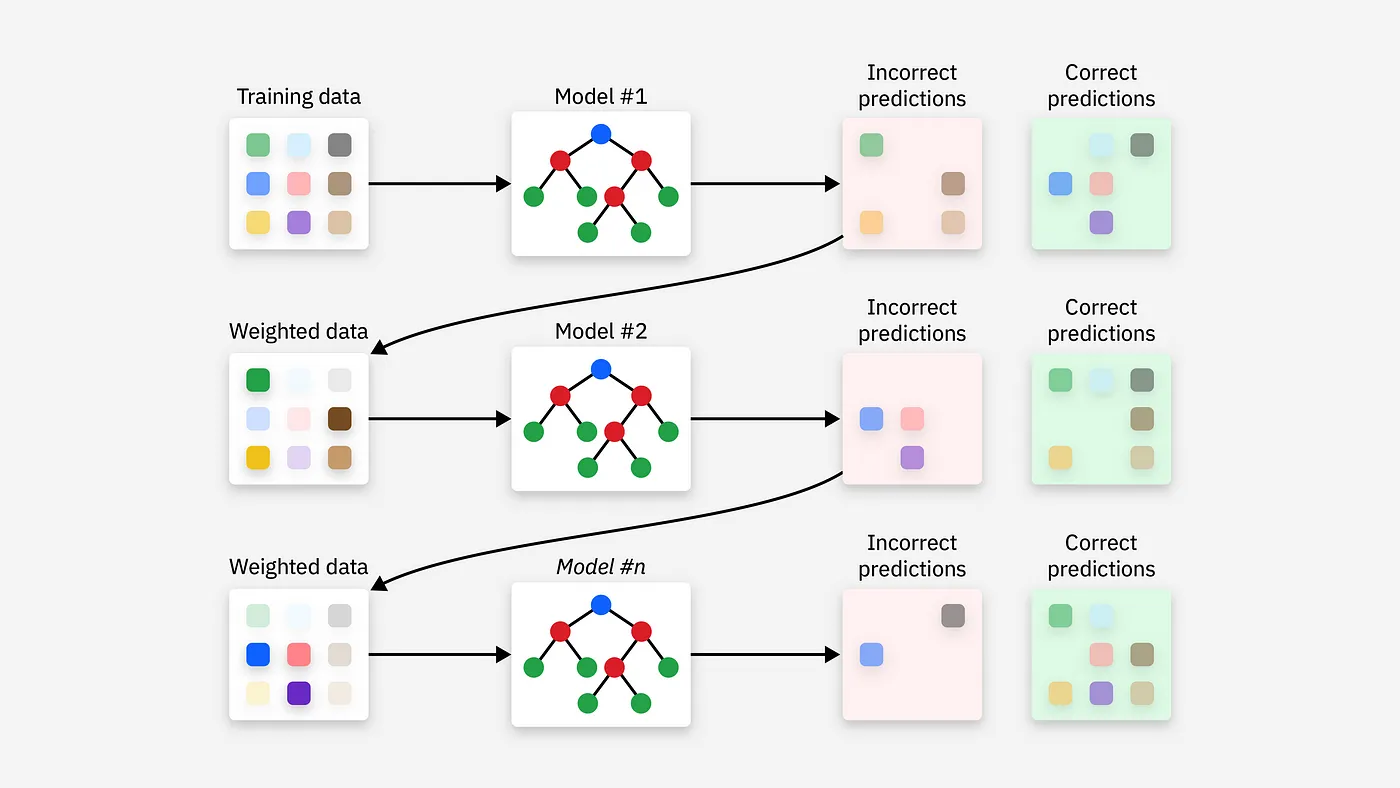 Training data
Model #1
Incorrect
predictions
Correct
predictions
Weighted data
Model #2
Incorrect
predictions
Correct
predictions
Weighted data
Model #n
Incorrect
predictions
Correct
predictions